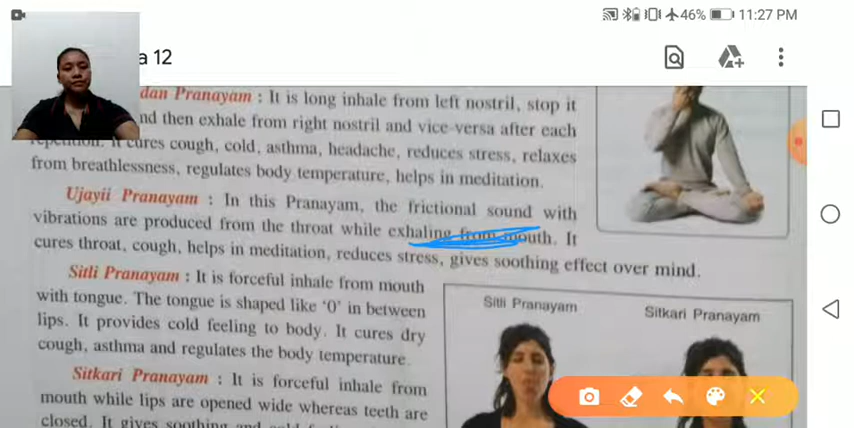 46% 11:27 PM
a 12
dan Pranayam : It is long inhale from left nostril, stop it
nd then exhale from right nostril and vice-versa after each
repetition. It cures cough, cold, asthma, headache, reduces stress, relaxes
from breathlessness, regulates body temperature, helps in meditation.
Ujayii Pranayam : In this Pranayam, the frictional sound with
vibrations are produced from the throat while exhaling from mouth. It
cures throat, cough, helps in meditation, reduces stress, gives soothing effect over mind.
Sitli Pranayam : It is forceful inhale from mouth
with tongue. The tongue is shaped like '0' in between
lips. It provides cold feeling to body. It cures dry
cough, asthma and regulates the body temperature.
Sitli Pranayam
Sitkari Pranayam
Sitkari Pranayam : It is forceful inhale from
mouth while lips are opened wide whereas teeth are
closed. It gives soothing and cold